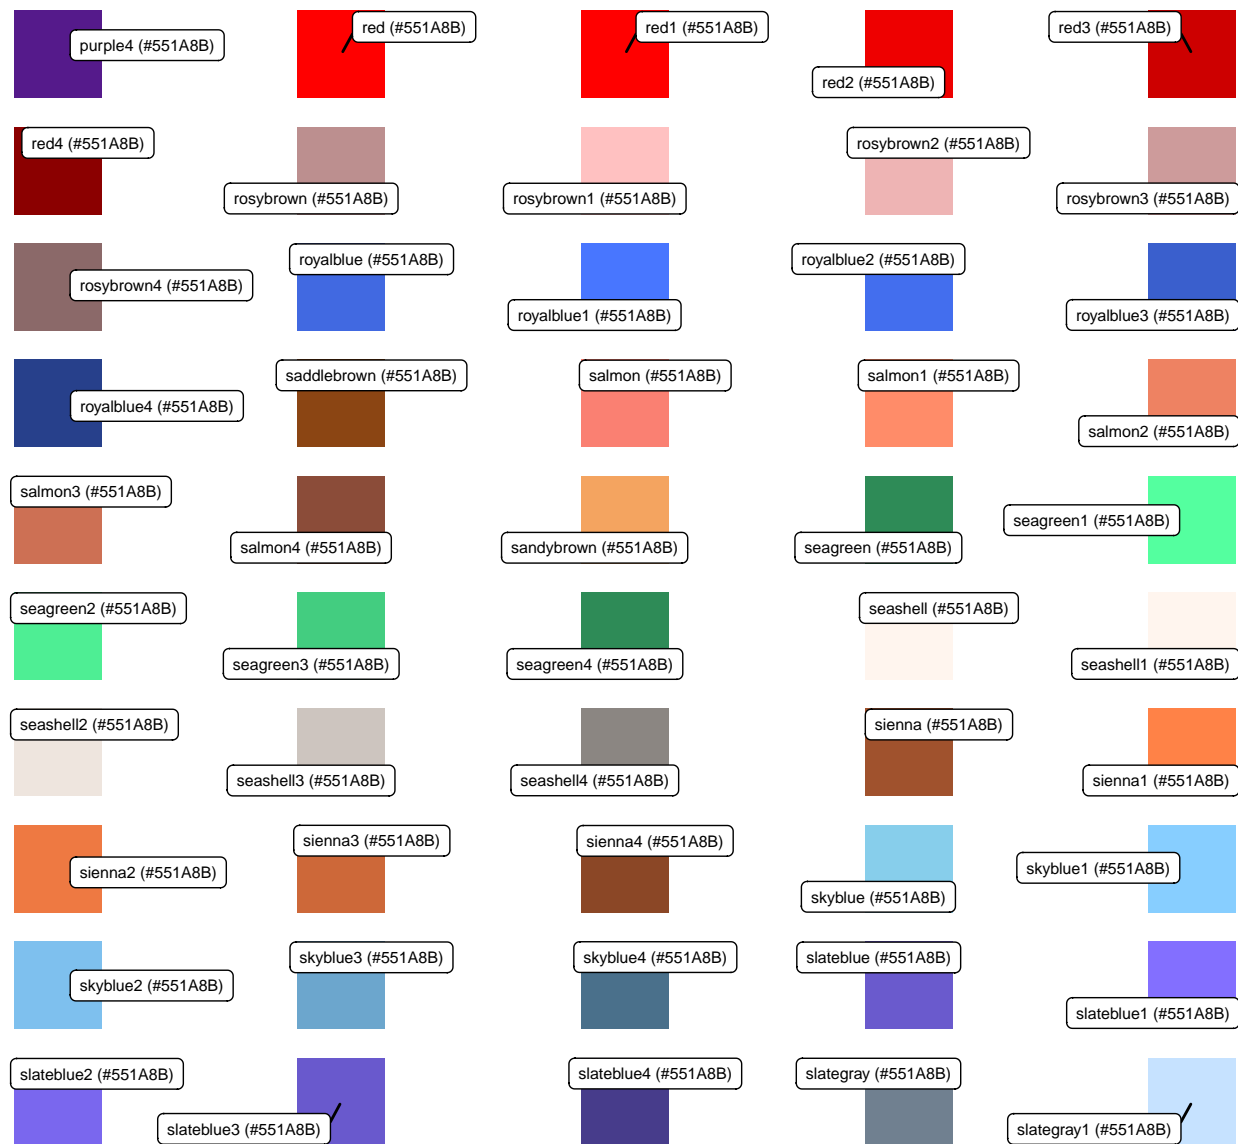 purple4 (#551A8B)
red (#551A8B)
red1 (#551A8B)
red2 (#551A8B)
red3 (#551A8B)
red4 (#551A8B)
rosybrown (#551A8B)
rosybrown1 (#551A8B)
rosybrown2 (#551A8B)
rosybrown3 (#551A8B)
rosybrown4 (#551A8B)
royalblue (#551A8B)
royalblue1 (#551A8B)
royalblue2 (#551A8B)
royalblue3 (#551A8B)
royalblue4 (#551A8B)
saddlebrown (#551A8B)
salmon (#551A8B)
salmon1 (#551A8B)
salmon2 (#551A8B)
salmon3 (#551A8B)
salmon4 (#551A8B)
sandybrown (#551A8B)
seagreen (#551A8B)
seagreen1 (#551A8B)
seagreen2 (#551A8B)
seagreen3 (#551A8B)
seagreen4 (#551A8B)
seashell (#551A8B)
seashell1 (#551A8B)
seashell2 (#551A8B)
seashell3 (#551A8B)
seashell4 (#551A8B)
sienna (#551A8B)
sienna1 (#551A8B)
sienna2 (#551A8B)
sienna3 (#551A8B)
sienna4 (#551A8B)
skyblue (#551A8B)
skyblue1 (#551A8B)
skyblue2 (#551A8B)
skyblue3 (#551A8B)
skyblue4 (#551A8B)
slateblue (#551A8B)
slateblue1 (#551A8B)
slateblue2 (#551A8B)
slateblue3 (#551A8B)
slateblue4 (#551A8B)
slategray (#551A8B)
slategray1 (#551A8B)